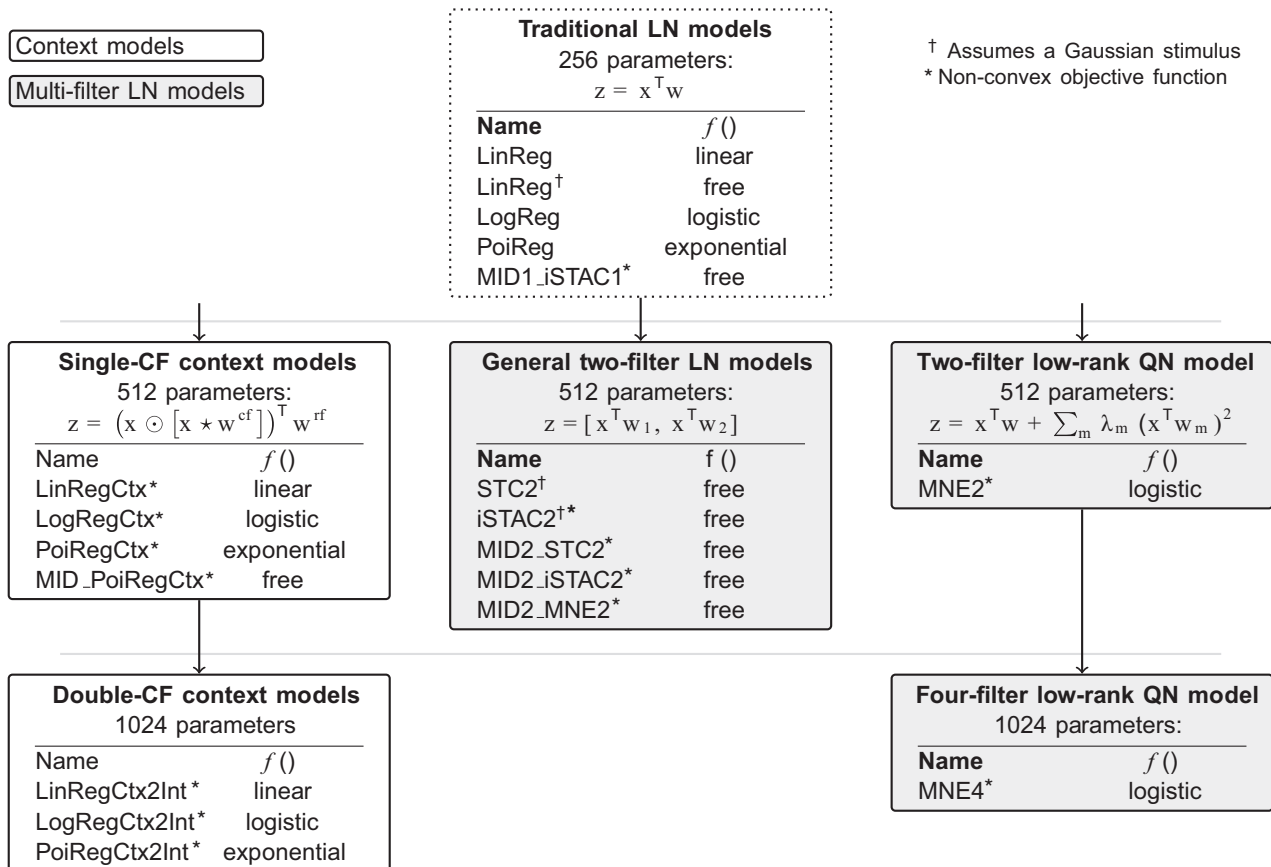 Context models
Multi-filter LN models
Traditional LN models
256 parameters:
z = xᵀw
Name f()
LinReg linear
LinReg† free
LogReg logistic
PoiReg exponential
MID1_iSTAC1* free
† Assumes a Gaussian stimulus
* Non-convex objective function
Single-CF context models
512 parameters:
z = (x ⊙ [x ⋆ w^cf])ᵀ w^rf
Name f()
LinRegCtx* linear
LogRegCtx* logistic
PoiRegCtx* exponential
MID_PoiRegCtx* free
General two-filter LN models
512 parameters:
z = [xᵀw₁, xᵀw₂]
Name f()
STC2† free
iSTAC2†* free
MID2_STC2* free
MID2_iSTAC2* free
MID2_MNE2* free
Two-filter low-rank QN model
512 parameters:
z = xᵀw + ∑ₘ λₘ (xᵀwₘ)²
Name f()
MNE2* logistic
Double-CF context models
1024 parameters
Name f()
LinRegCtx2Int* linear
LogRegCtx2Int* logistic
PoiRegCtx2Int* exponential
Four-filter low-rank QN model
1024 parameters:
Name f()
MNE4* logistic